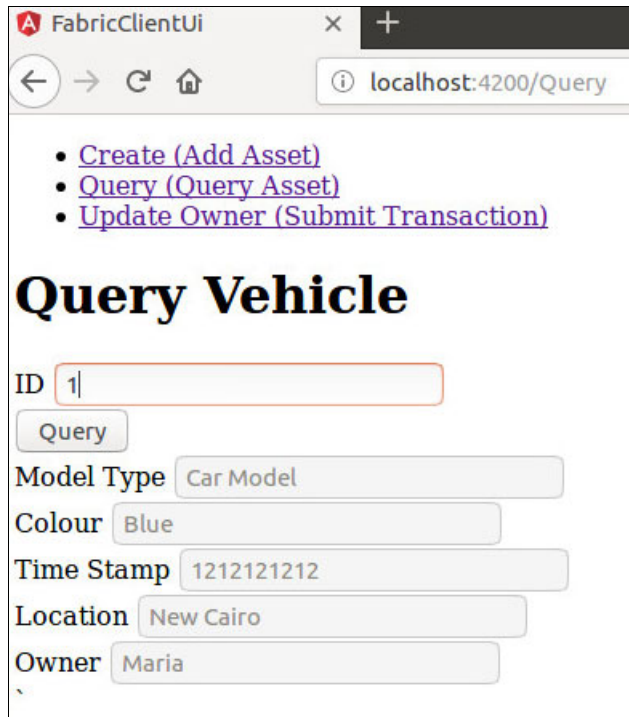 FabricClientUi × +
localhost:4200/Query
Create (Add Asset)
Query (Query Asset)
Update Owner (Submit Transaction)
Query Vehicle
ID 1
Query
Model Type Car Model
Colour Blue
Time Stamp 1212121212
Location New Cairo
Owner Maria
`